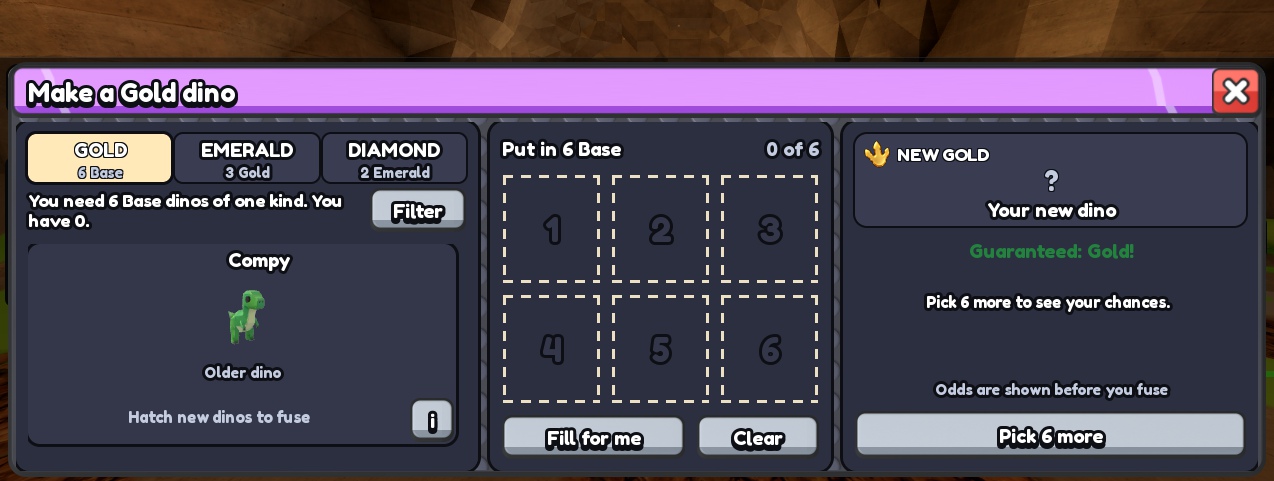 Make a Gold dino
GOLD
6 Base
EMERALD
3 Gold
DIAMOND
2 Emerald
You need 6 Base dinos of one kind. You
have 0.
Filter
Compy
Older dino
Hatch new dinos to fuse
i
Put in 6 Base
0 of 6
1
2
3
4
5
6
Fill for me
Clear
NEW GOLD
?
Your new dino
Guaranteed: Gold!
Pick 6 more to see your chances.
Odds are shown before you fuse
Pick 6 more